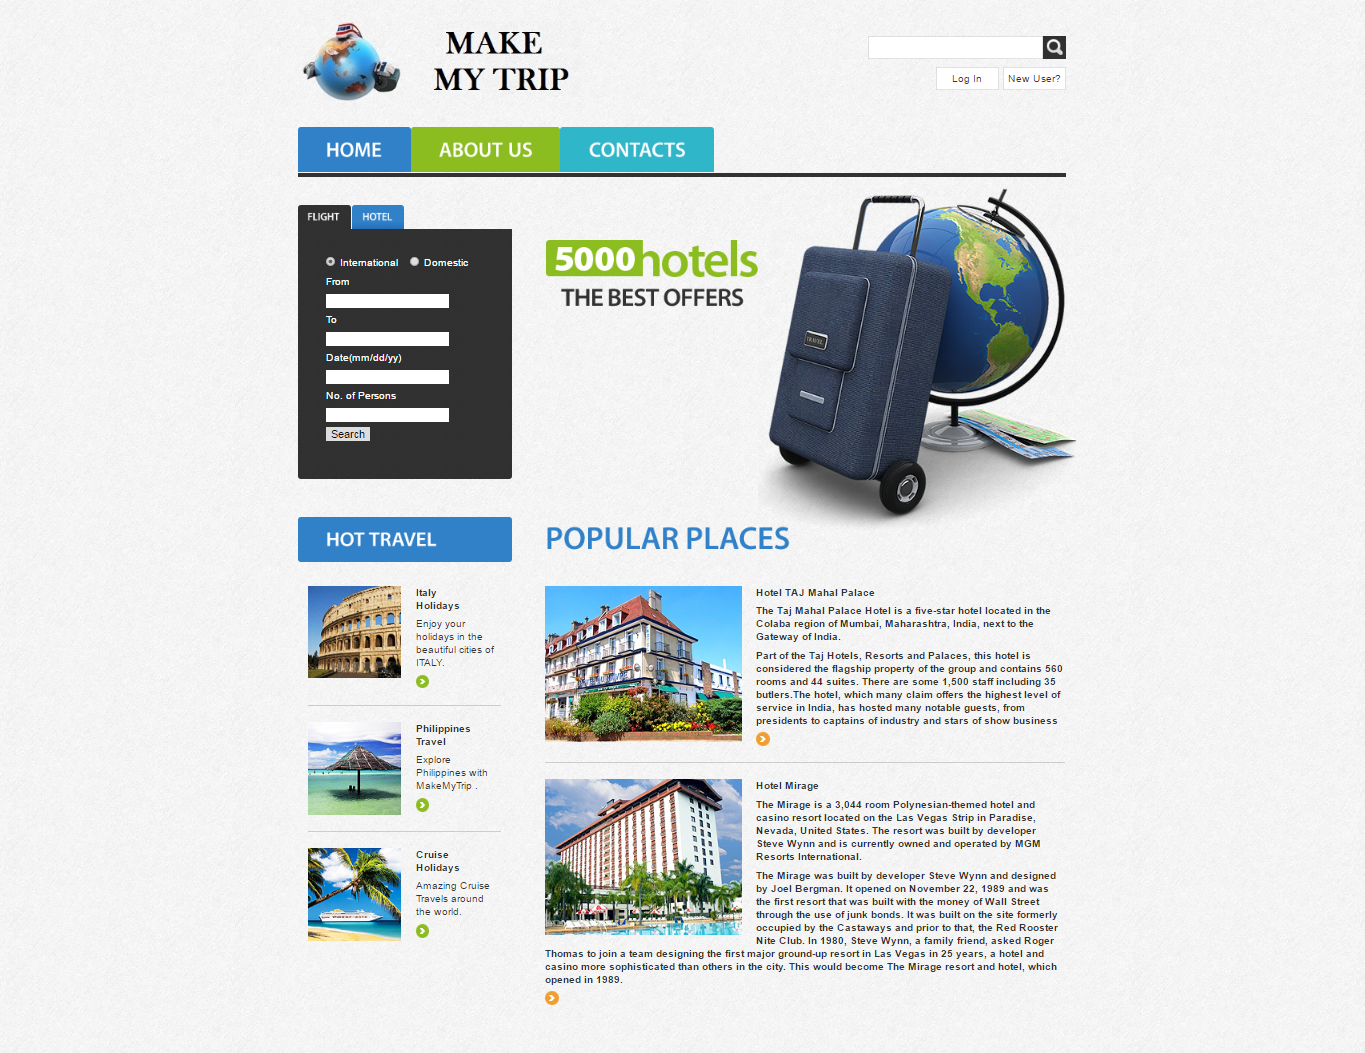 MAKE
MY TRIP
Log In
New User?
HOME
ABOUT US
CONTACTS
FLIGHT
HOTEL
International
Domestic
From
To
Date(mm/dd/yy)
No. of Persons
Search
5000hotels
THE BEST OFFERS
TRAVEL
HOT TRAVEL
Italy
Holidays
Enjoy your
holidays in the
beautiful cities of
ITALY.
Philippines
Travel
Explore
Philippines with
MakeMyTrip .
Cruise
Holidays
Amazing Cruise
Travels around
the world.
POPULAR PLACES
Hotel TAJ Mahal Palace
The Taj Mahal Palace Hotel is a five-star hotel located in the
Colaba region of Mumbai, Maharashtra, India, next to the
Gateway of India.
Part of the Taj Hotels, Resorts and Palaces, this hotel is
considered the flagship property of the group and contains 560
rooms and 44 suites. There are some 1,500 staff including 35
butlers.The hotel, which many claim offers the highest level of
service in India, has hosted many notable guests, from
presidents to captains of industry and stars of show business
Hotel Mirage
The Mirage is a 3,044 room Polynesian-themed hotel and
casino resort located on the Las Vegas Strip in Paradise,
Nevada, United States. The resort was built by developer
Steve Wynn and is currently owned and operated by MGM
Resorts International.
The Mirage was built by developer Steve Wynn and designed
by Joel Bergman. It opened on November 22, 1989 and was
the first resort that was built with the money of Wall Street
through the use of junk bonds. It was built on the site formerly
occupied by the Castaways and prior to that, the Red Rooster
Nite Club. In 1980, Steve Wynn, a family friend, asked Roger
Thomas to join a team designing the first major ground-up resort in Las Vegas in 25 years, a hotel and
casino more sophisticated than others in the city. This would become The Mirage resort and hotel, which
opened in 1989.